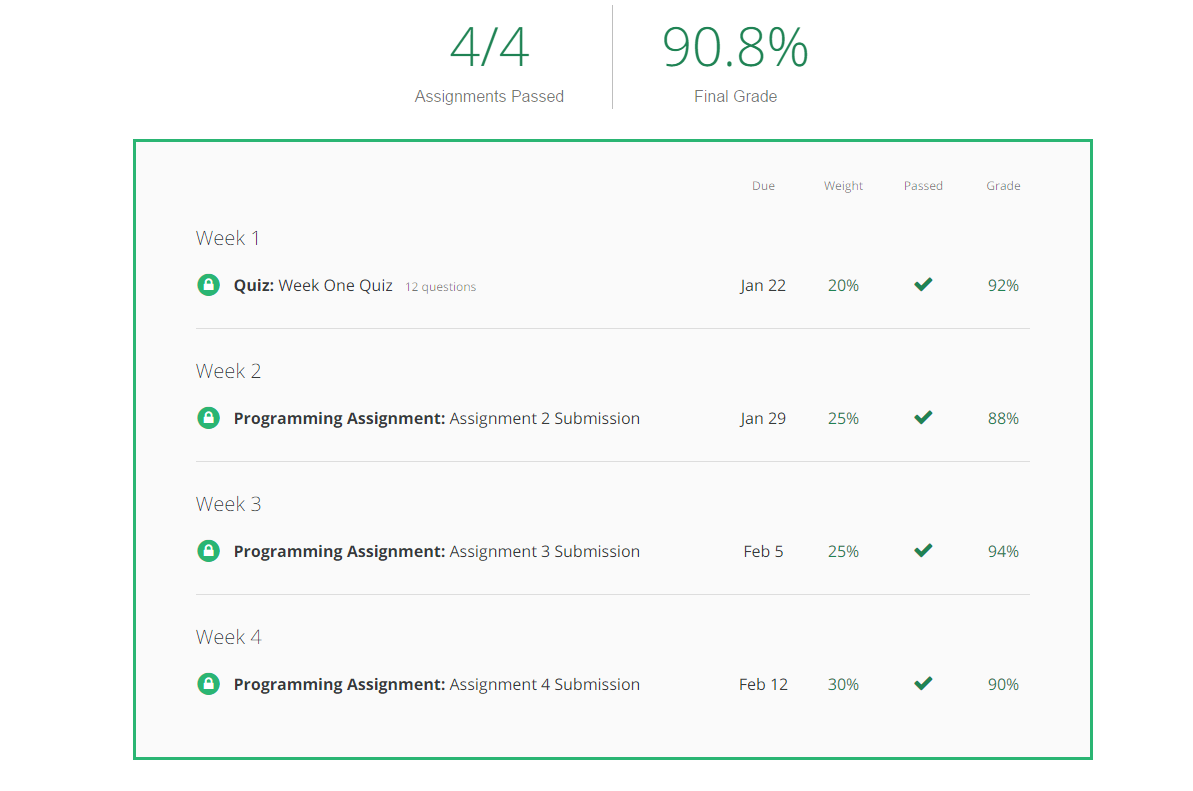 4/4 90.8%
Assignments Passed Final Grade
Due Weight Passed Grade
Week 1
Quiz: Week One Quiz 12 questions Jan 22 20% 92%
Week 2
Programming Assignment: Assignment 2 Submission Jan 29 25% 88%
Week 3
Programming Assignment: Assignment 3 Submission Feb 5 25% 94%
Week 4
Programming Assignment: Assignment 4 Submission Feb 12 30% 90%